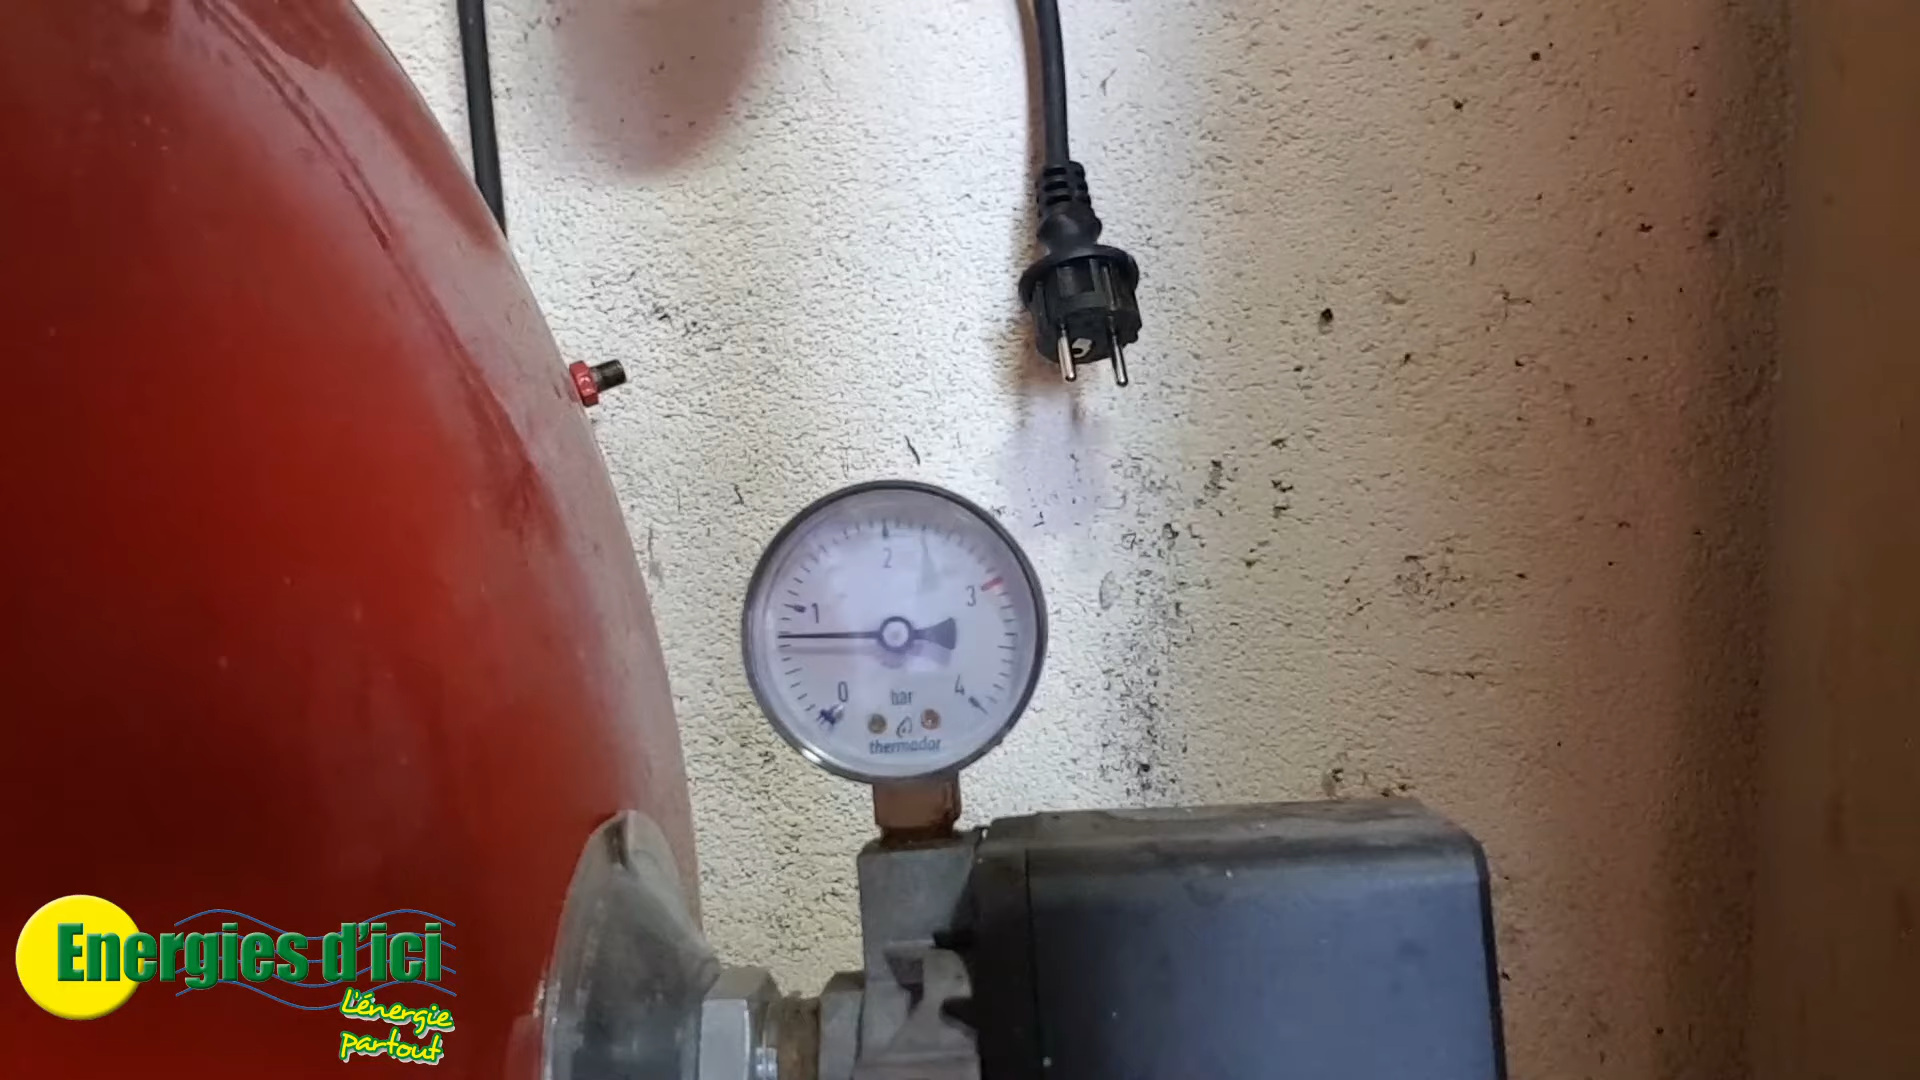 2
1
3
0
bar
4
thermador
Energies d'ici
L'énergie
partout